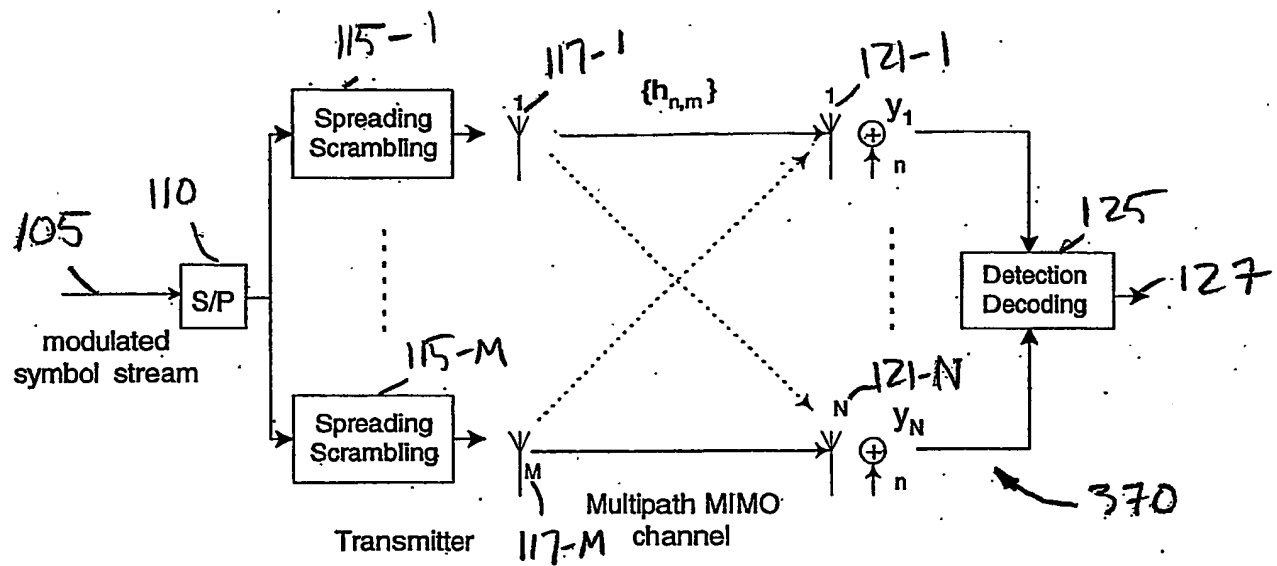 115-1
117-1
121-1
{h_{n,m}}
1
1
y_1
Spreading
Scrambling
n
110
125
105
S/P
Detection
Decoding
127
modulated
symbol stream
115-M
121-N
N
y_N
Spreading
Scrambling
n
M
370
Multipath MIMO
channel
Transmitter
117-M